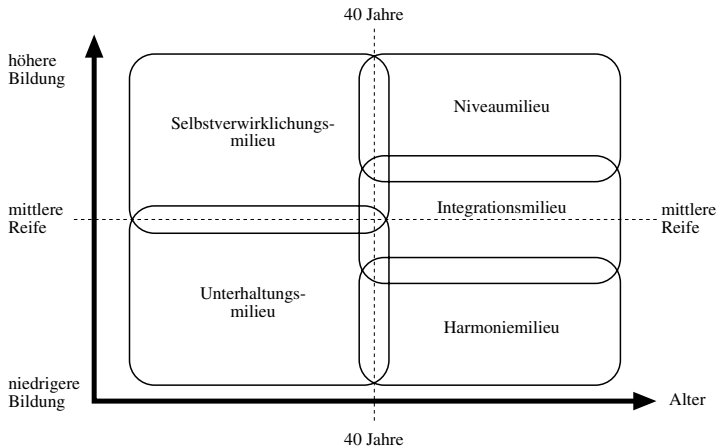 40 Jahre
höhere
Bildung
Selbstverwirklichungs-
milieu
Niveaumilieu
mittlere
Reife
Integrationsmilieu
mittlere
Reife
Unterhaltungs-
milieu
Harmoniemilieu
niedrigere
Bildung
Alter
40 Jahre